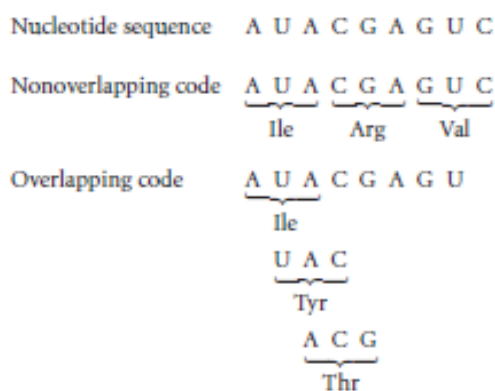 Nucleotide sequence A U A C G A G U C
Nonoverlapping code A U A C G A G U C
Ile Arg Val
Overlapping code A U A C G A G U
Ile
U A C
Tyr
A C G
Thr